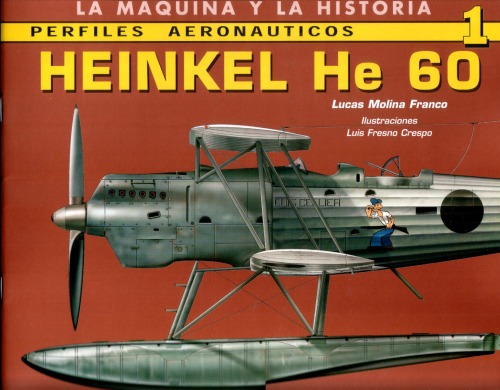 LA MAQUINA Y LA HISTORIA
PERFILES AERONAUTICOS
1
HEINKEL He 60
Lucas Molina Franco
Ilustraciones
Luis Fresno Crespo